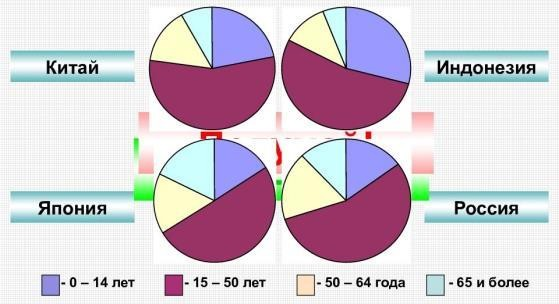 Китай
Индонезия
Япония
Россия
- 0 – 14 лет
- 15 – 50 лет
- 50 – 64 года
- 65 и более